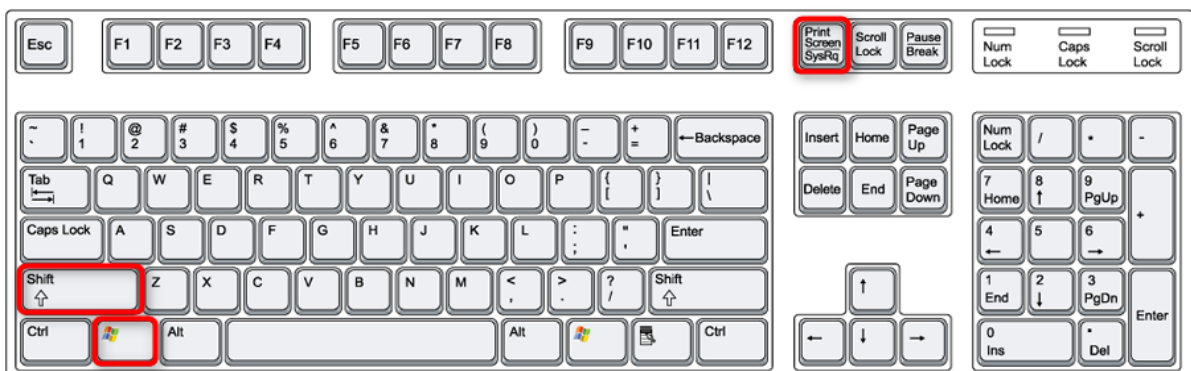 Esc F1 F2 F3 F4 F5 F6 F7 F8 F9 F10 F11 F12 Print Screen SysRq Scroll Lock Pause Break Num Lock Caps Lock Scroll Lock
~ ` ! 1 @ 2 # 3 $ 4 % 5 ^ 6 & 7 * 8 ( 9 ) 0 – - + = ←Backspace Insert Home Page Up Num Lock / * -
Tab Q W E R T Y U I O P { [ } ] | \ Delete End Page Down 7 Home 8 ↑ 9 PgUp +
Caps Lock A S D F G H J K L : ; " ' Enter 4 ← 5 6 →
Shift ⇧ Z X C V B N M < , > . ? / Shift ⇧ ↑ 1 End 2 ↓ 3 PgDn Enter
Ctrl Alt Alt Ctrl ← ↓ → 0 Ins . Del